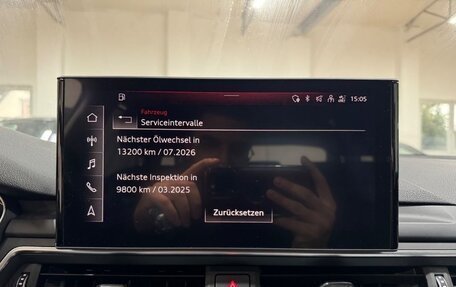 15:05
Fahrzeug
Serviceintervalle
Nächster Ölwechsel in
13200 km / 07.2026
Nächste Inspektion in
9800 km / 03.2025
Zurücksetzen